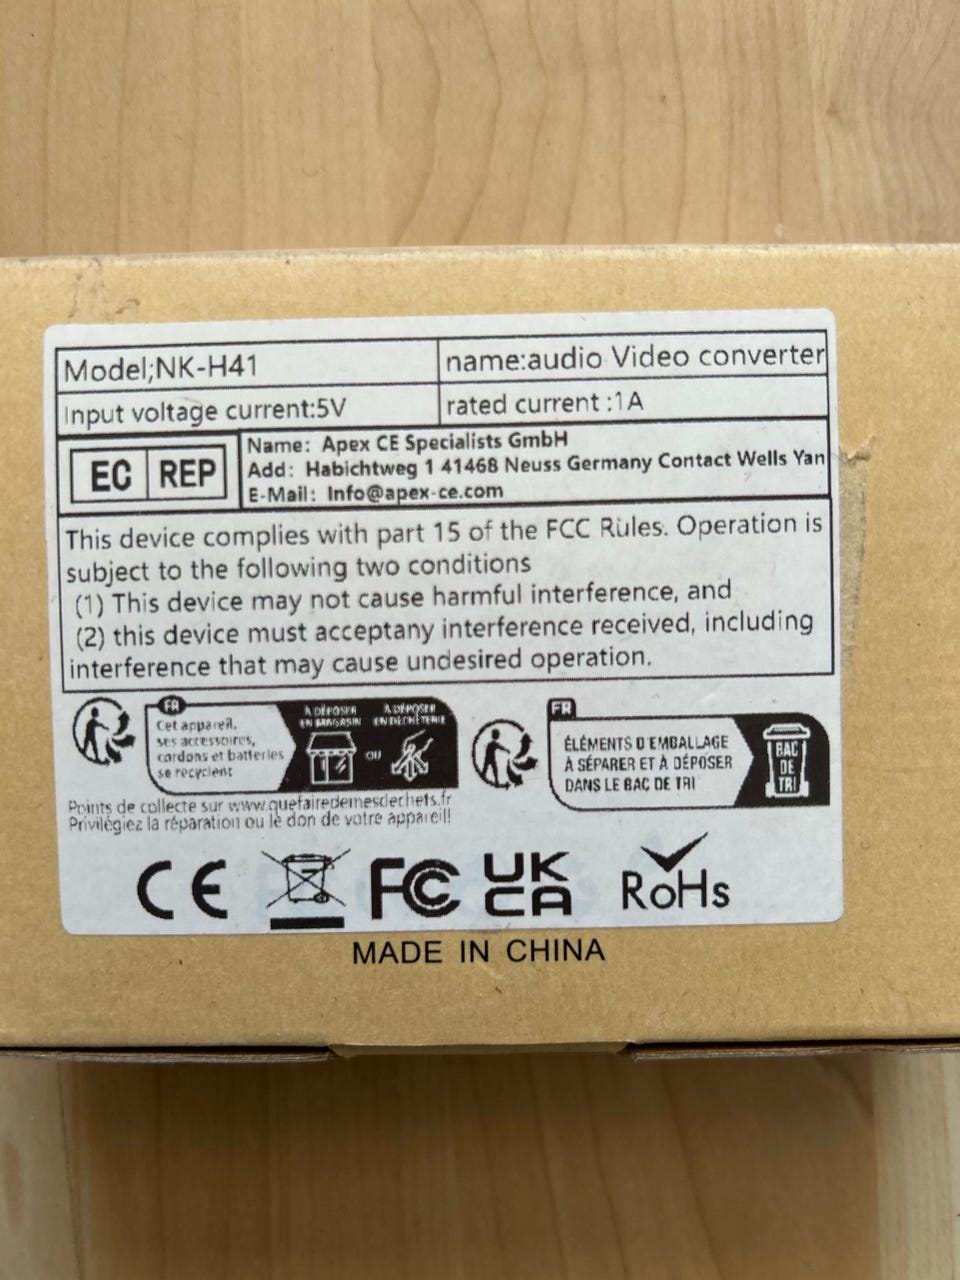 Model;NK-H41
name:audio Video converter
Input voltage current:5V
rated current :1A
EC REP
Name: Apex CE Specialists GmbH
Add: Habichtweg 1 41468 Neuss Germany Contact Wells Yan
E-Mail: Info@apex-ce.com
This device complies with part 15 of the FCC Rules. Operation is
subject to the following two conditions
(1) This device may not cause harmful interference, and
(2) this device must acceptany interference received, including
interference that may cause undesired operation.
FR
Cet appareil,
ses accessoires,
cordons et batteries
se recyclent
À DÉPOSER
EN MAGASIN
OU
À DÉPOSER
EN DÉCHÈTERIE
Points de collecte sur www.quefairedemesdechets.fr
Privilégiez la réparation ou le don de votre appareil!
FR
ÉLÉMENTS D'EMBALLAGE
À SÉPARER ET À DÉPOSER
DANS LE BAC DE TRI
BAC
DE
TRI
CE
FC
UK
CA
RoHs
MADE IN CHINA